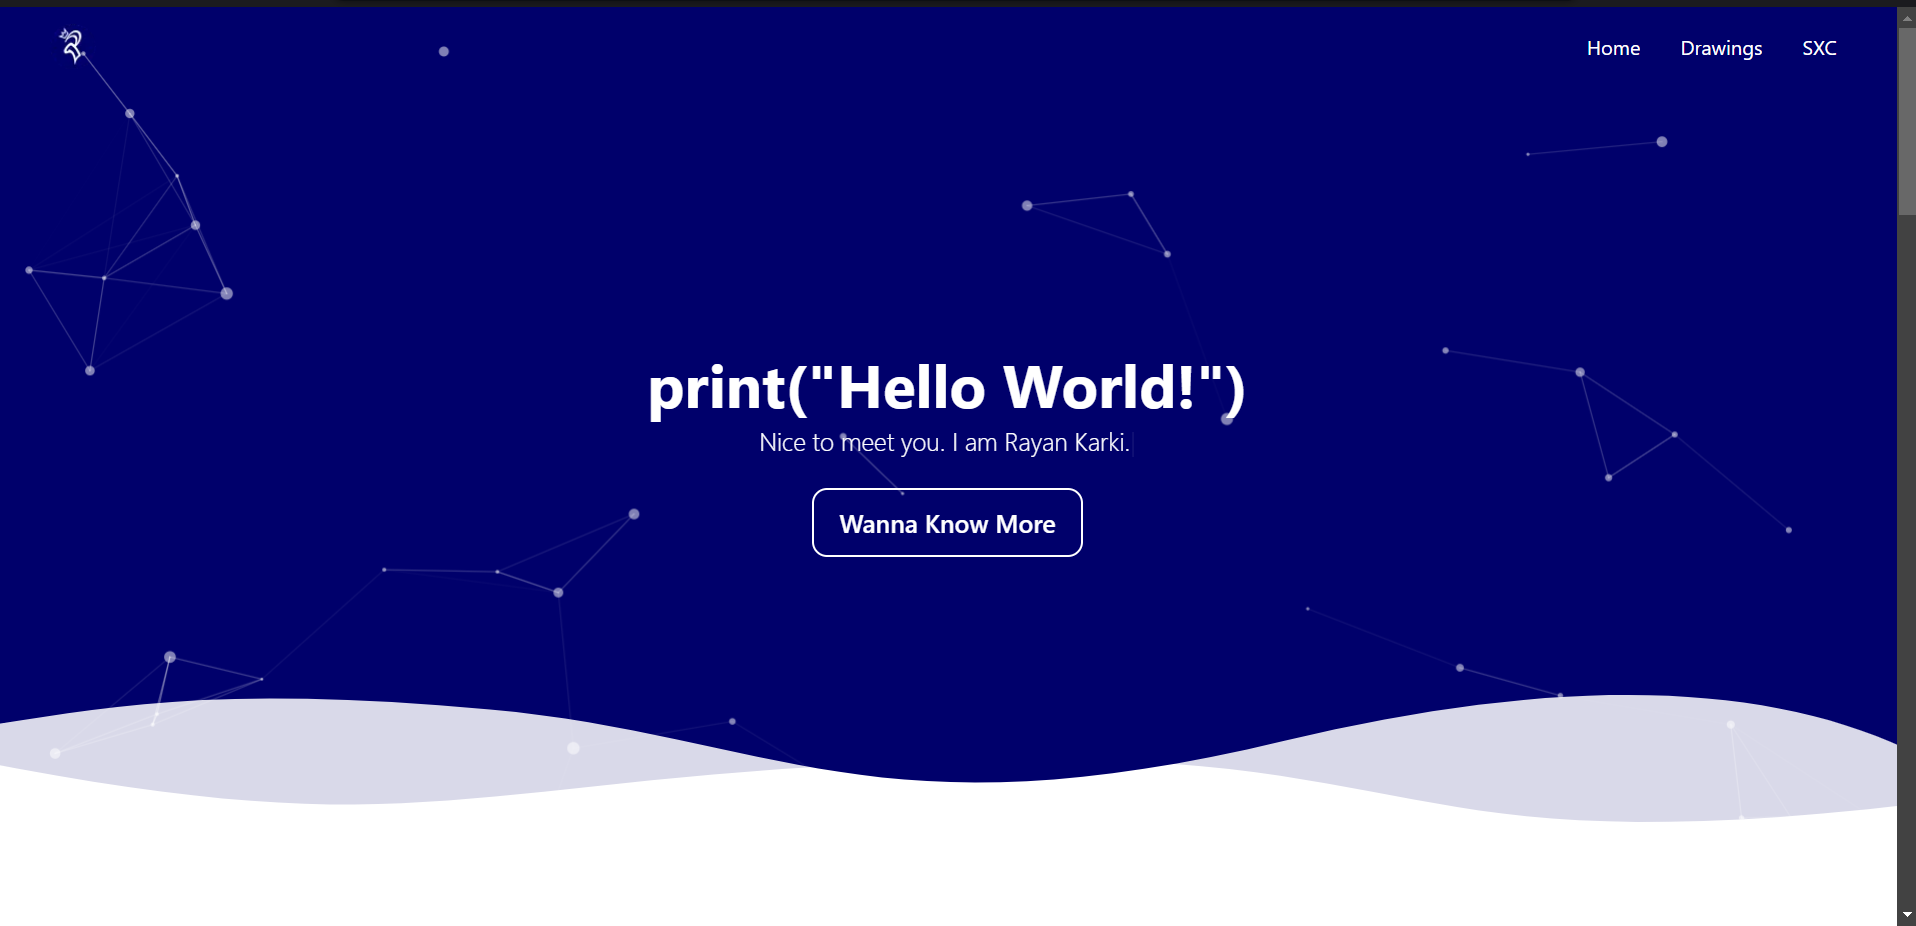 Home Drawings SXC
print("Hello World!")
Nice to meet you. I am Rayan Karki.
Wanna Know More